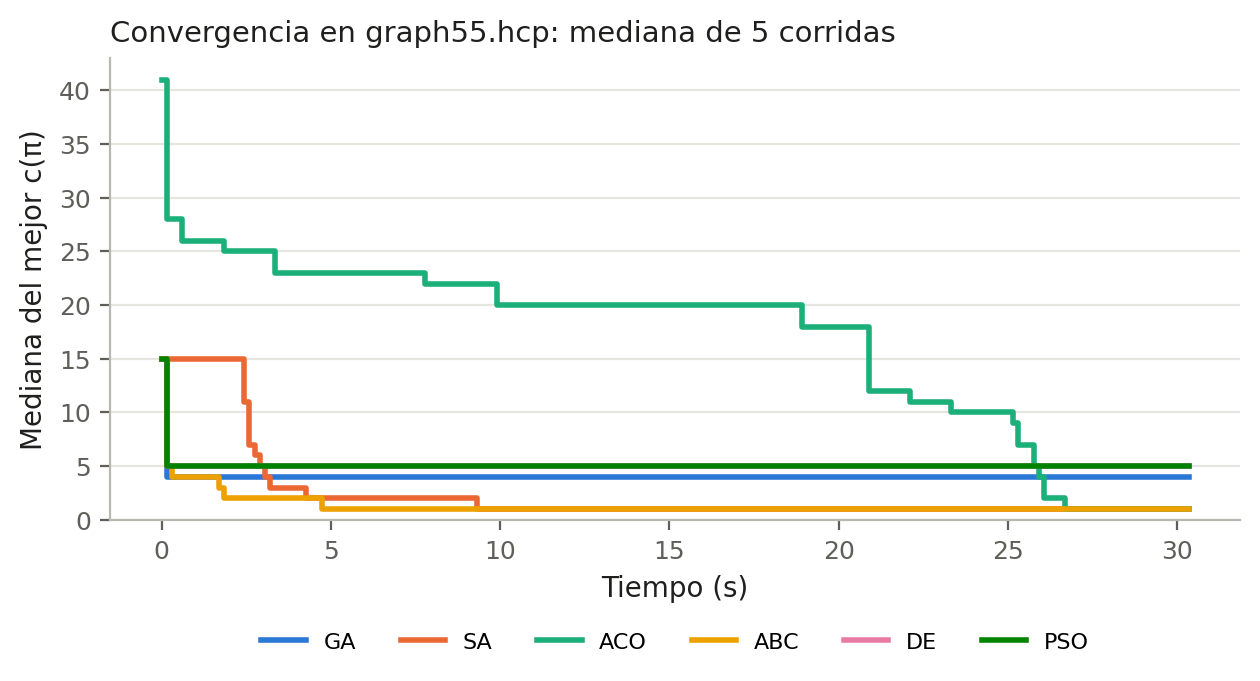 Convergencia en graph55.hcp: mediana de 5 corridas
Mediana del mejor c(π)
40
35
30
25
20
15
10
5
0
0 5 10 15 20 25 30
Tiempo (s)
GA SA ACO ABC DE PSO